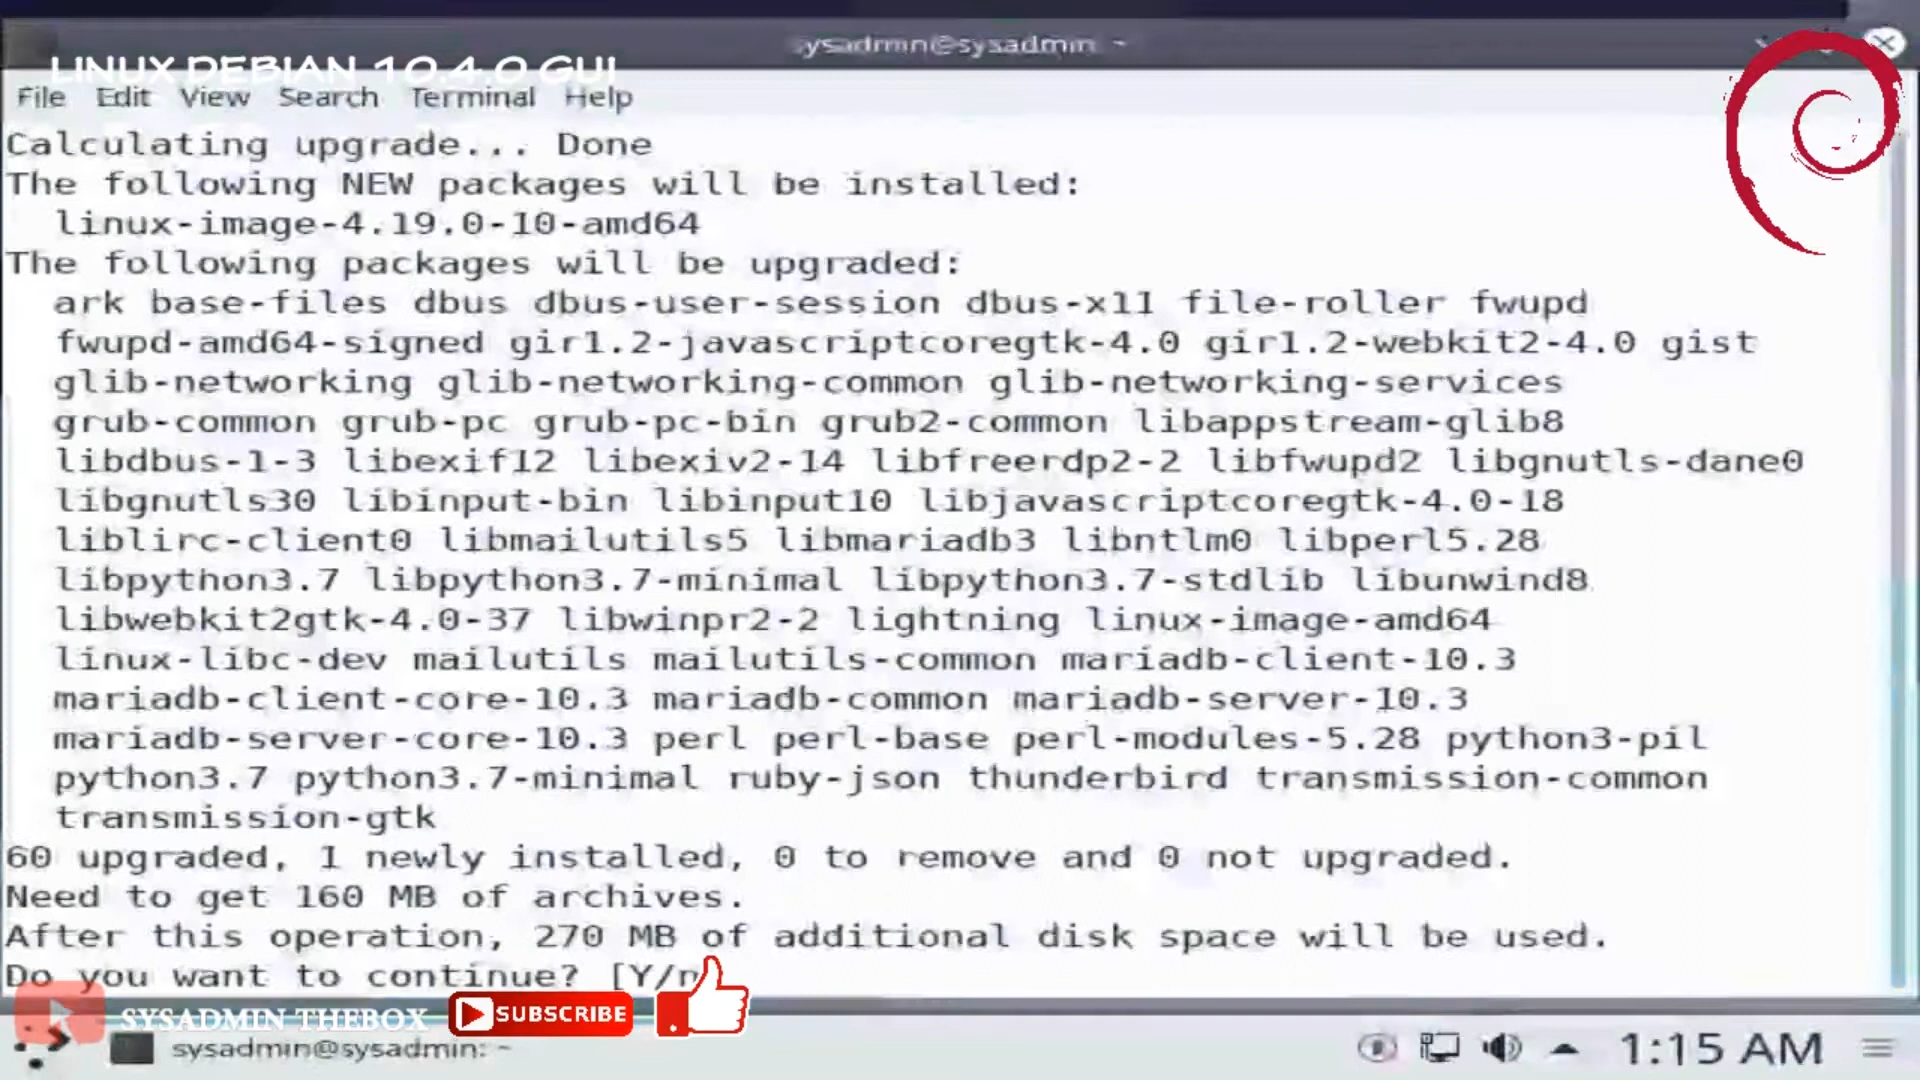 sysadmin@sysadmin: ~
LINUX DEBIAN 10.4.0 GUI
File Edit View Search Terminal Help
Calculating upgrade... Done
The following NEW packages will be installed:
linux-image-4.19.0-10-amd64
The following packages will be upgraded:
ark base-files dbus dbus-user-session dbus-x11 file-roller fwupd
fwupd-amd64-signed gir1.2-javascriptcoregtk-4.0 gir1.2-webkit2-4.0 gist
glib-networking glib-networking-common glib-networking-services
grub-common grub-pc grub-pc-bin grub2-common libappstream-glib8
libdbus-1-3 libexif12 libexiv2-14 libfreerdp2-2 libfwupd2 libgnutls-dane0
libgnutls30 libinput-bin libinput10 libjavascriptcoregtk-4.0-18
liblirc-client0 libmailutils5 libmariadb3 libntlm0 libperl5.28
libpython3.7 libpython3.7-minimal libpython3.7-stdlib libunwind8
libwebkit2gtk-4.0-37 libwinpr2-2 lightning linux-image-amd64
linux-libc-dev mailutils mailutils-common mariadb-client-10.3
mariadb-client-core-10.3 mariadb-common mariadb-server-10.3
mariadb-server-core-10.3 perl perl-base perl-modules-5.28 python3-pil
python3.7 python3.7-minimal ruby-json thunderbird transmission-common
transmission-gtk
60 upgraded, 1 newly installed, 0 to remove and 0 not upgraded.
Need to get 160 MB of archives.
After this operation, 270 MB of additional disk space will be used.
Do you want to continue? [Y/n
SYSADMIN THEBOX SUBSCRIBE
sysadmin@sysadmin: ~ 1:15 AM